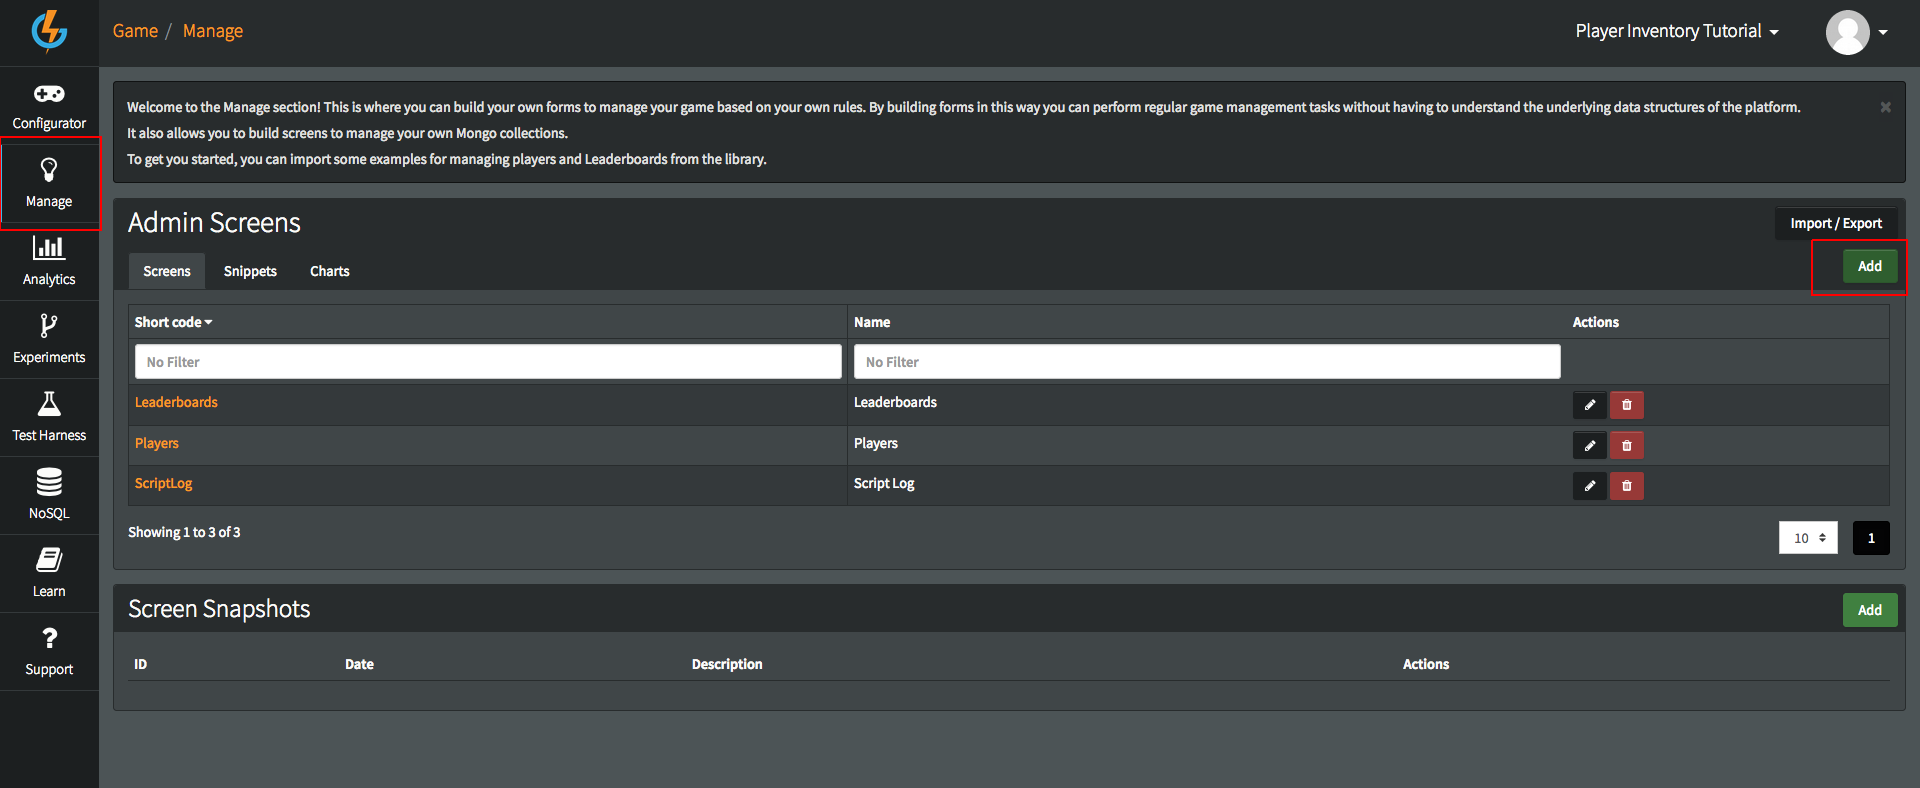 Game / Manage
Player Inventory Tutorial
Configurator
Manage
Analytics
Experiments
Test Harness
NoSQL
Learn
? Support
Welcome to the Manage section! This is where you can build your own forms to manage your game based on your own rules. By building forms in this way you can perform regular game management tasks without having to understand the underlying data structures of the platform.
It also allows you to build screens to manage your own Mongo collections.
To get you started, you can import some examples for managing players and Leaderboards from the library.
Admin Screens
Import / Export
Screens Snippets Charts
Add
Short code Name Actions
No Filter No Filter
Leaderboards Leaderboards
Players Players
ScriptLog Script Log
Showing 1 to 3 of 3
10 1
Screen Snapshots
Add
ID Date Description Actions